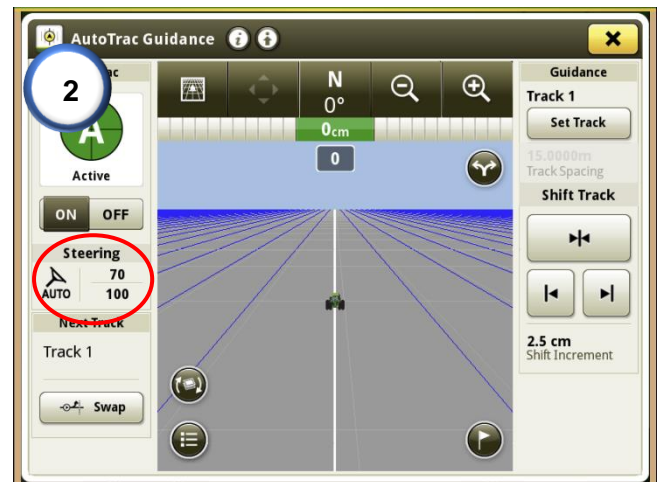 AutoTrac Guidance i
2
ac
A
Active
ON OFF
Steering
70
AUTO 100
Next Track
Track 1
Swap
N
0°
0cm
0
Guidance
Track 1
Set Track
15.0000m
Track Spacing
Shift Track
2.5 cm
Shift Increment